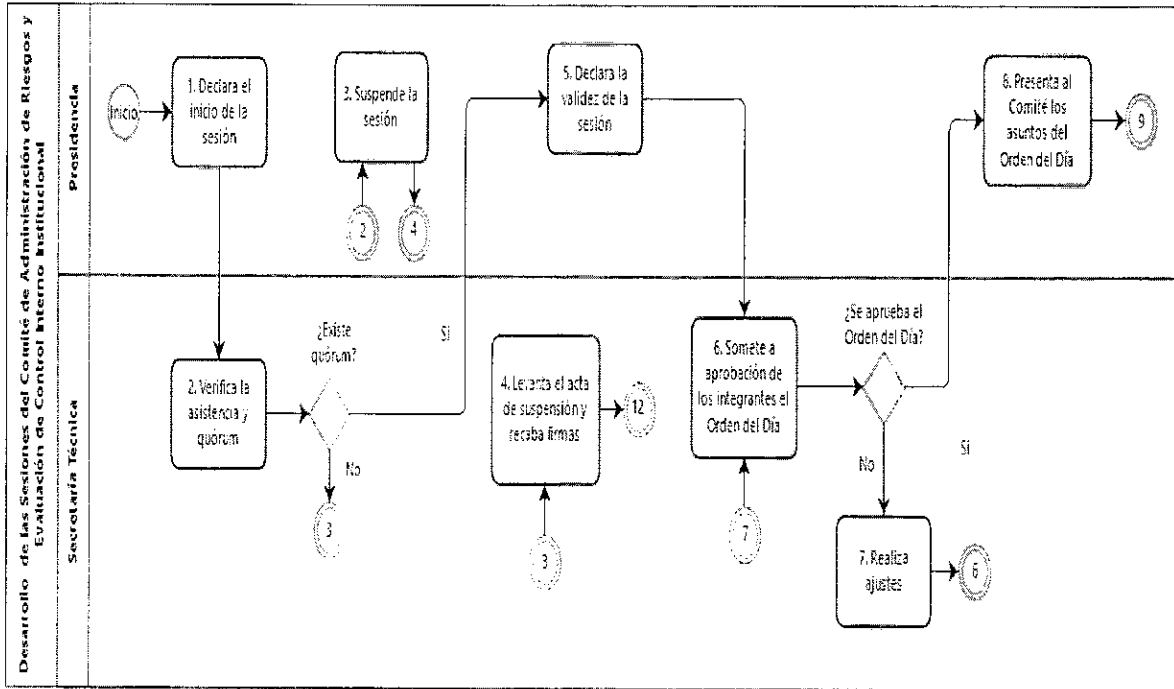 Desarrollo de las Sesiones del Comité de Administración de Riesgos y
Evaluación de Control Interno Institucional
Presidencia
Inicio
1. Declara el
inicio de la
sesión
3. Suspende la
sesión
2
4
5. Declara la
validez de la
sesión
8. Presenta al
Comité los
asuntos del
Orden del Día
9
Secretaría Técnica
2. Verifica la
asistencia y
quórum
¿Existe
quórum?
Si
No
3
4. Levanta el acta
de suspensión y
recaba firmas
12
3
6. Somete a
aprobación de
los integrantes el
Orden del Día
7
¿Se aprueba el
Orden del Día?
Si
No
7. Realiza
ajustes
6